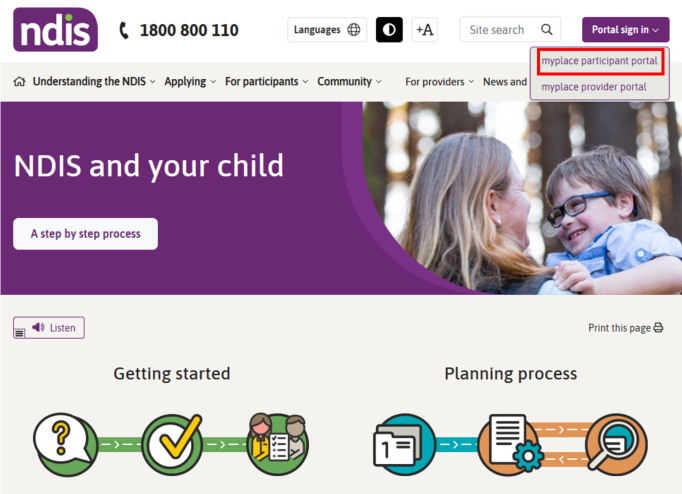 ndis
1800 800 110
Languages
+A
Site search
Portal sign in
myplace participant portal
myplace provider portal
Understanding the NDIS
Applying
For participants
Community
For providers
News and
NDIS and your child
A step by step process
Listen
Print this page
Getting started
Planning process
?
1